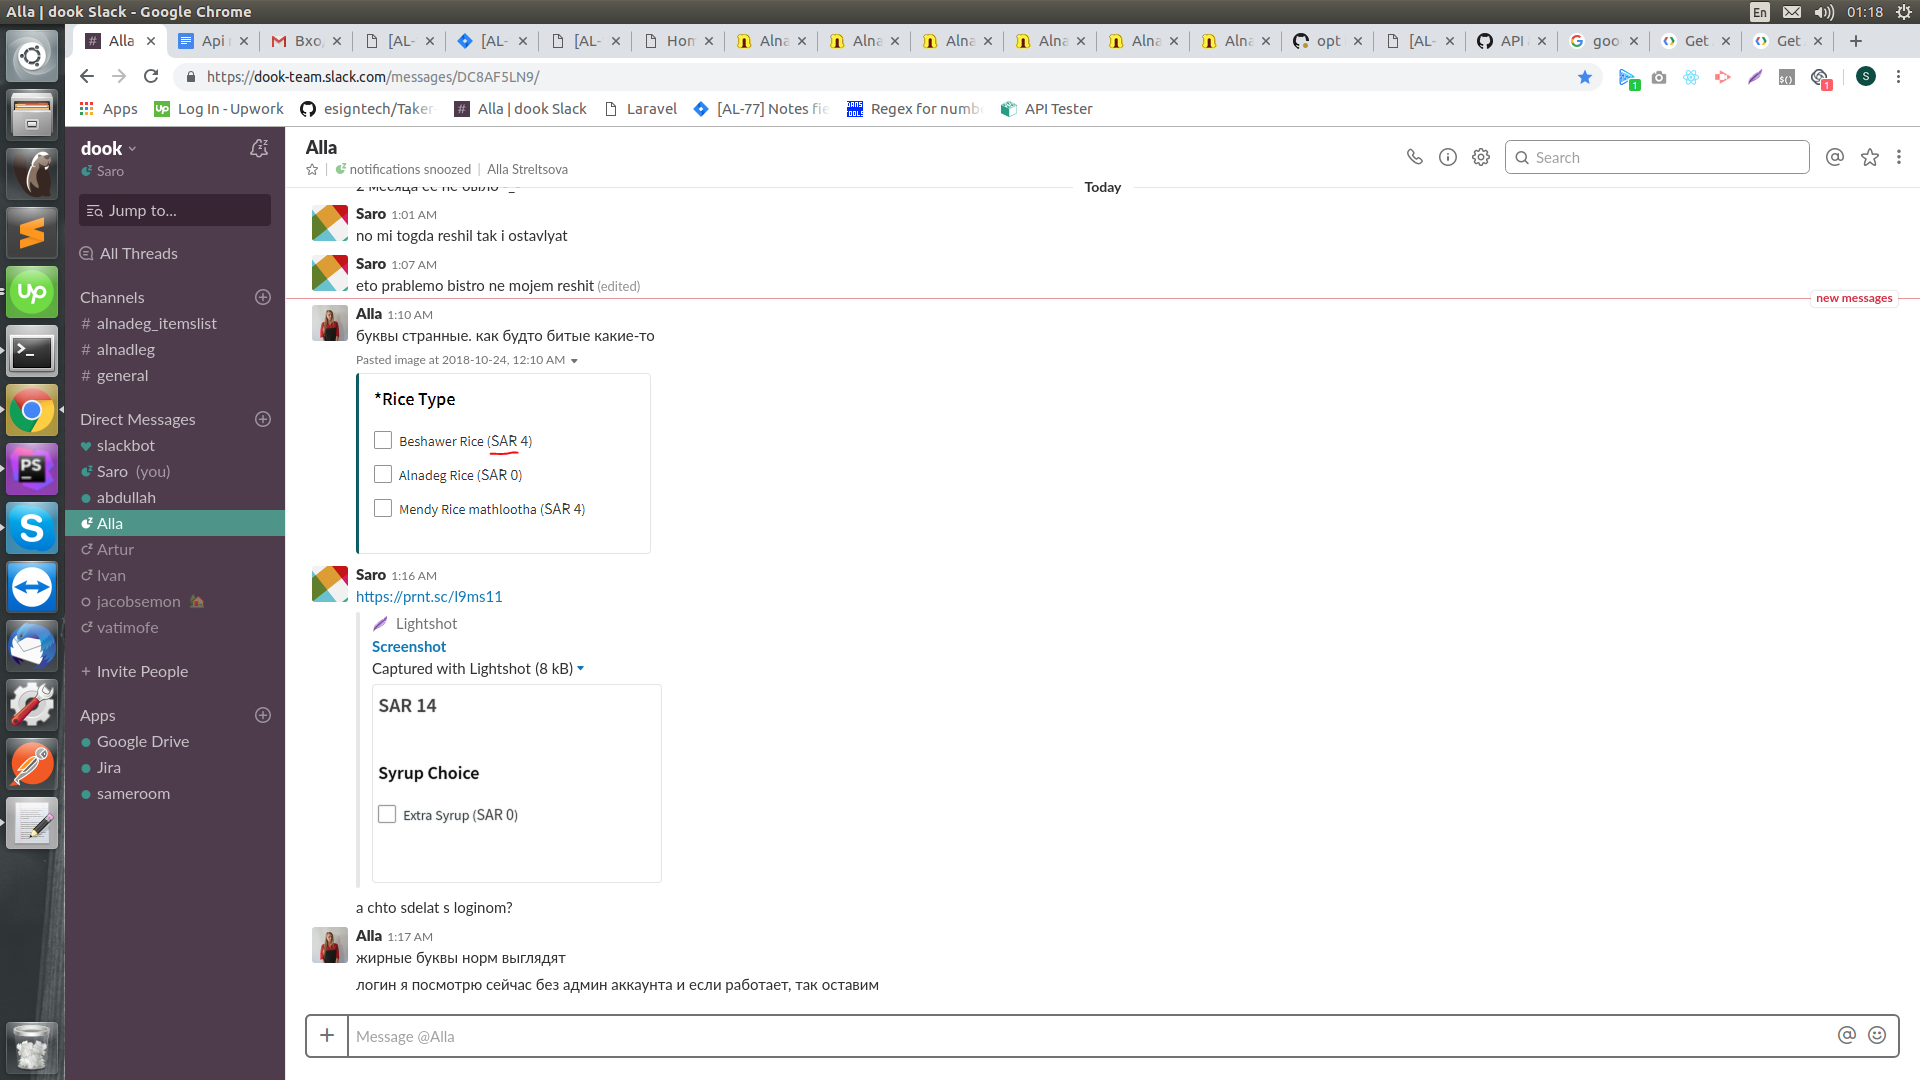 Alla | dook Slack - Google Chrome
En
01:18
Alla
Api
Вхо
[AL-
[AL-
[AL-
Hom
Alna
Alna
Alna
Alna
Alna
Alna
opt
[AL-
API
goo
Get
Get
https://dook-team.slack.com/messages/DC8AF5LN9/
1
1
S
Apps
Log In - Upwork
esigntech/Taker-
Alla | dook Slack
Laravel
[AL-77] Notes fie
Regex for numb
API Tester
dook
Saro
Jump to...
All Threads
Channels
# alnadeg_itemslist
# alnadleg
# general
Direct Messages
slackbot
Saro (you)
abdullah
Alla
Artur
Ivan
jacobsemon
vatimofe
+ Invite People
Apps
Google Drive
Jira
sameroom
Alla
notifications snoozed | Alla Streltsova
Search
2 месяца ее не было -_-
Today
Saro 1:01 AM
no mi togda reshil tak i ostavlyat
Saro 1:07 AM
eto prablemo bistro ne mojem reshit (edited)
new messages
Alla 1:10 AM
буквы странные. как будто битые какие-то
Pasted image at 2018-10-24, 12:10 AM
*Rice Type
Beshawer Rice (SAR 4)
Alnadeg Rice (SAR 0)
Mendy Rice mathlootha (SAR 4)
Saro 1:16 AM
https://prnt.sc/l9ms11
Lightshot
Screenshot
Captured with Lightshot (8 kB)
SAR 14
Syrup Choice
Extra Syrup (SAR 0)
a chto sdelat s loginom?
Alla 1:17 AM
жирные буквы норм выглядят
логин я посмотрю сейчас без админ аккаунта и если работает, так оставим
Message @Alla